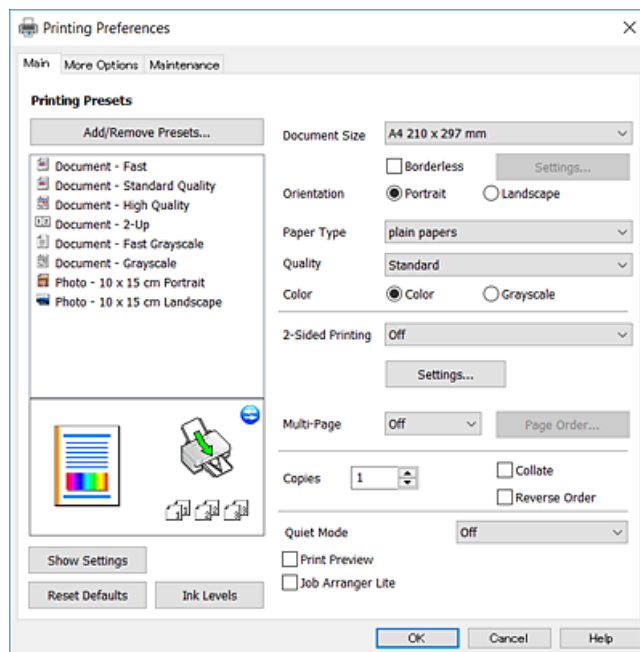 Printing Preferences
Main More Options Maintenance
Printing Presets
Add/Remove Presets...
Document - Fast
Document - Standard Quality
Document - High Quality
Document - 2-Up
Document - Fast Grayscale
Document - Grayscale
Photo - 10 x 15 cm Portrait
Photo - 10 x 15 cm Landscape
Show Settings
Reset Defaults Ink Levels
Document Size A4 210 x 297 mm
Borderless Settings...
Orientation Portrait Landscape
Paper Type plain papers
Quality Standard
Color Color Grayscale
2-Sided Printing Off
Settings...
Multi-Page Off Page Order...
Copies 1 Collate
Reverse Order
Quiet Mode Off
Print Preview
Job Arranger Lite
OK Cancel Help